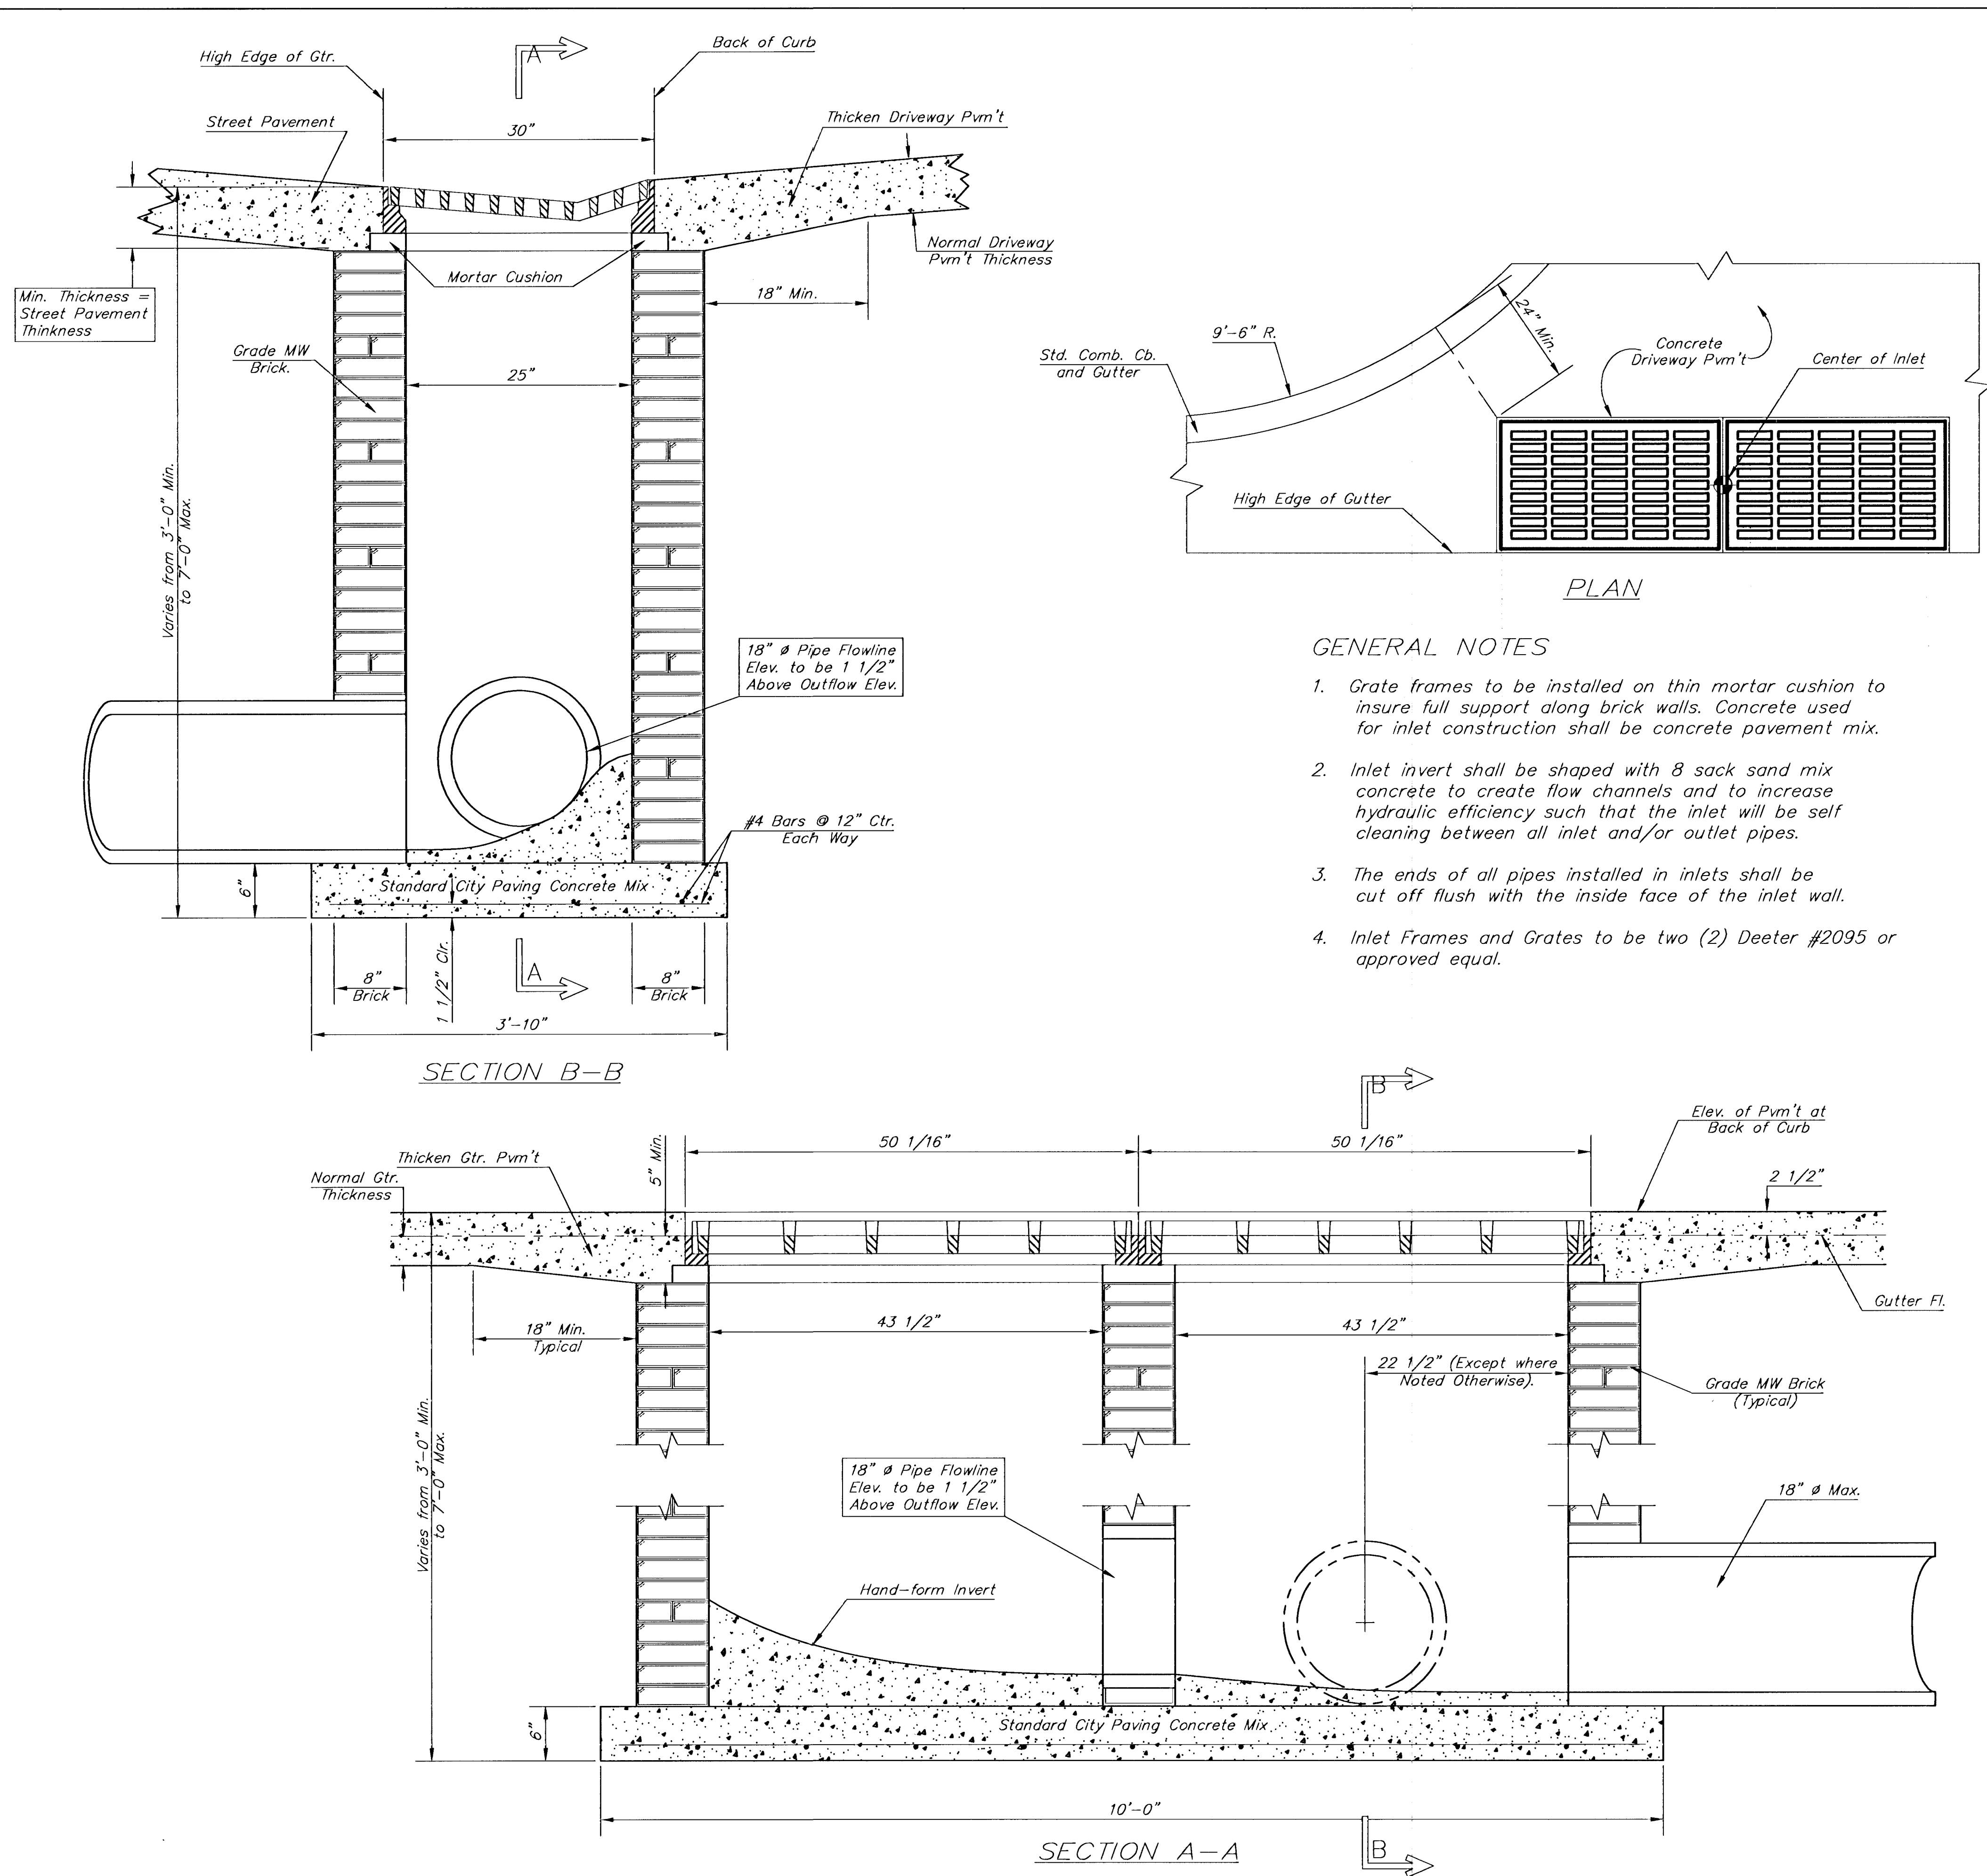 High Edge of Gtr.
A
Back of Curb
Street Pavement
30"
Thicken Driveway Pvm't
Mortar Cushion
Normal Driveway
Pvm't Thickness
18" Min.
Min. Thickness =
Street Pavement
Thinkness
Grade MW
Brick.
25"
Varies from 3'-0" Min.
to 7'-0" Max.
18" ø Pipe Flowline
Elev. to be 1 1/2"
Above Outflow Elev.
#4 Bars @ 12" Ctr.
Each Way
6"
Standard City Paving Concrete Mix
8"
Brick
1 1/2" Clr.
A
8"
Brick
3'-10"
SECTION B-B
9'-6" R.
Std. Comb. Cb.
and Gutter
24" Min.
Concrete
Driveway Pvm't
Center of Inlet
High Edge of Gutter
PLAN
GENERAL NOTES
1. Grate frames to be installed on thin mortar cushion to
insure full support along brick walls. Concrete used
for inlet construction shall be concrete pavement mix.
2. Inlet invert shall be shaped with 8 sack sand mix
concrete to create flow channels and to increase
hydraulic efficiency such that the inlet will be self
cleaning between all inlet and/or outlet pipes.
3. The ends of all pipes installed in inlets shall be
cut off flush with the inside face of the inlet wall.
4. Inlet Frames and Grates to be two (2) Deeter #2095 or
approved equal.
B
Elev. of Pvm't at
Back of Curb
50 1/16"
50 1/16"
5" Min.
Thicken Gtr. Pvm't
Normal Gtr.
Thickness
2 1/2"
Gutter Fl.
43 1/2"
43 1/2"
18" Min.
Typical
22 1/2" (Except where
Noted Otherwise).
Grade MW Brick
(Typical)
Varies from 3'-0" Min.
to 7'-0" Max.
18" ø Pipe Flowline
Elev. to be 1 1/2"
Above Outflow Elev.
18" ø Max.
Hand-form Invert
6"
Standard City Paving Concrete Mix
10'-0"
SECTION A-A
B